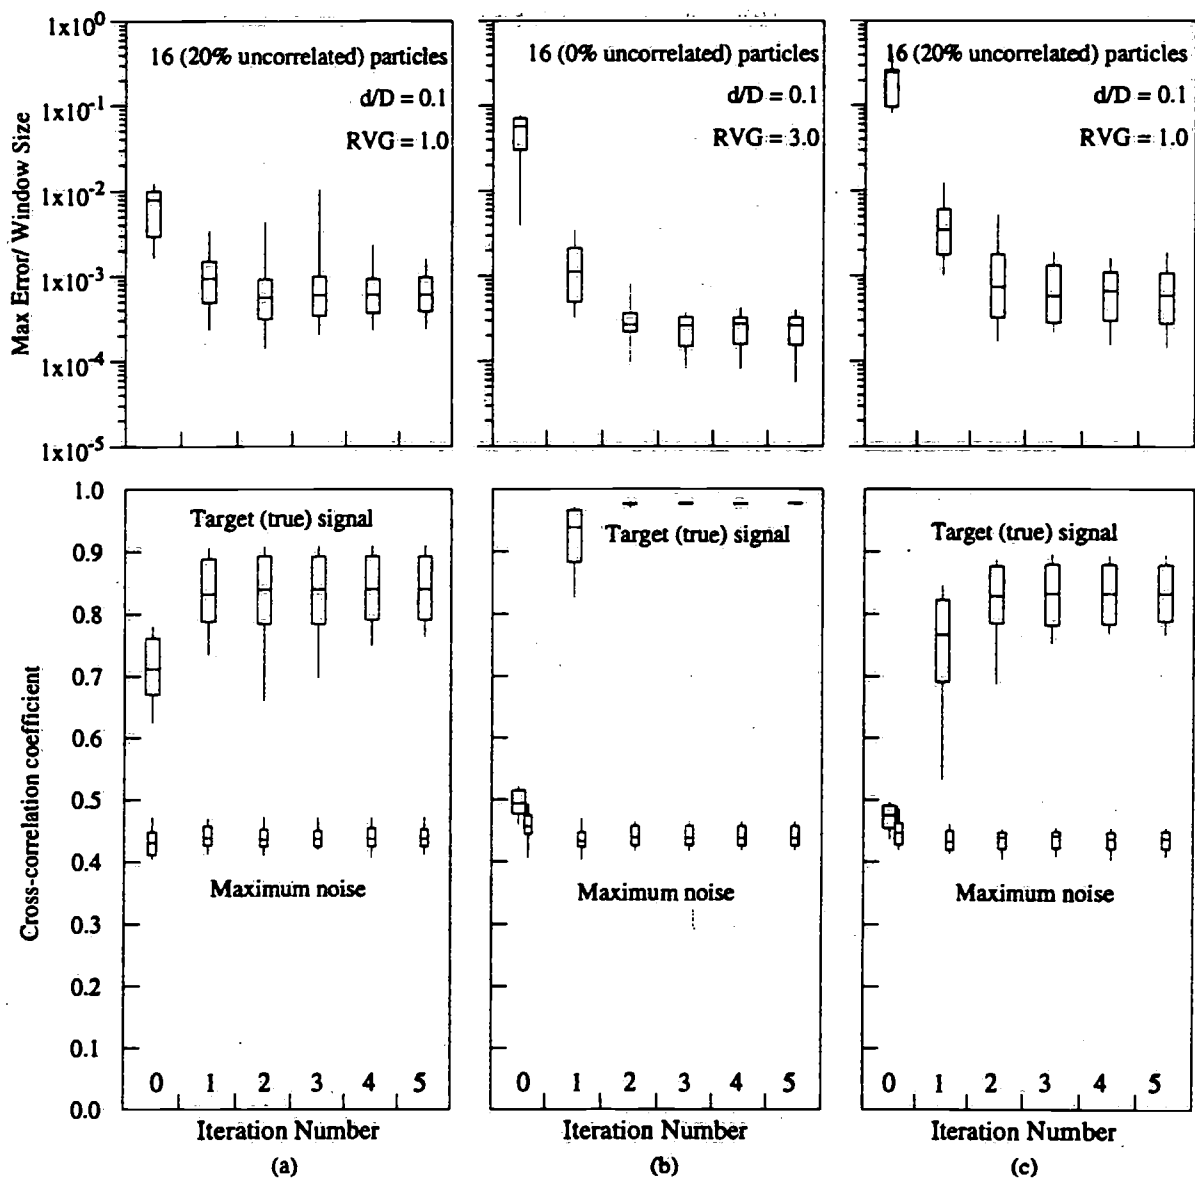 1x10⁰
1x10⁻¹
1x10⁻²
1x10⁻³
1x10⁻⁴
1x10⁻⁵
Max Error/ Window Size
16 (20% uncorrelated) particles
d/D = 0.1
RVG = 1.0
16 (0% uncorrelated) particles
d/D = 0.1
RVG = 3.0
16 (20% uncorrelated) particles
d/D = 0.1
RVG = 1.0
1.0
0.9
0.8
0.7
0.6
0.5
0.4
0.3
0.2
0.1
0.0
Cross-correlation coefficient
Target (true) signal
Maximum noise
0 1 2 3 4 5
Iteration Number
(a)
Target (true) signal
Maximum noise
0 1 2 3 4 5
Iteration Number
(b)
Target (true) signal
Maximum noise
0 1 2 3 4 5
Iteration Number
(c)